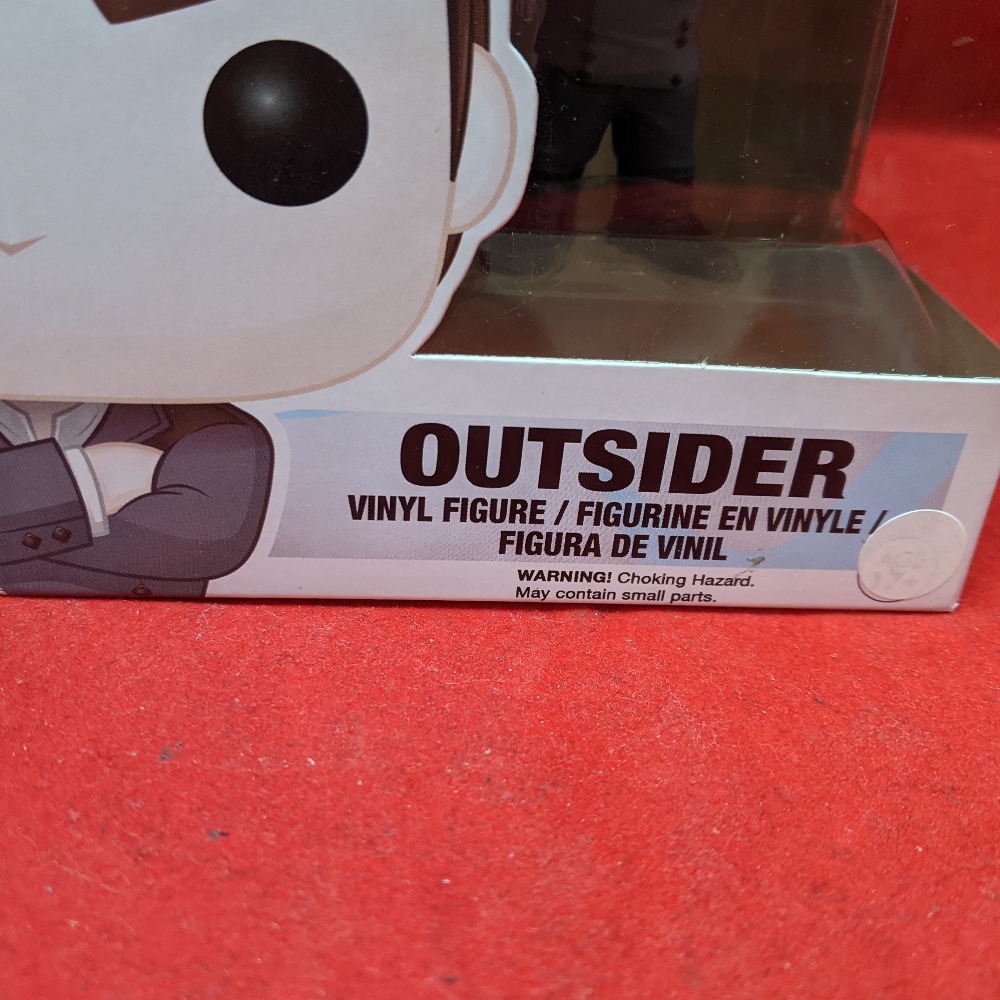 OUTSIDER
VINYL FIGURE / FIGURINE EN VINYLE /
FIGURA DE VINIL
WARNING! Choking Hazard.
May contain small parts.